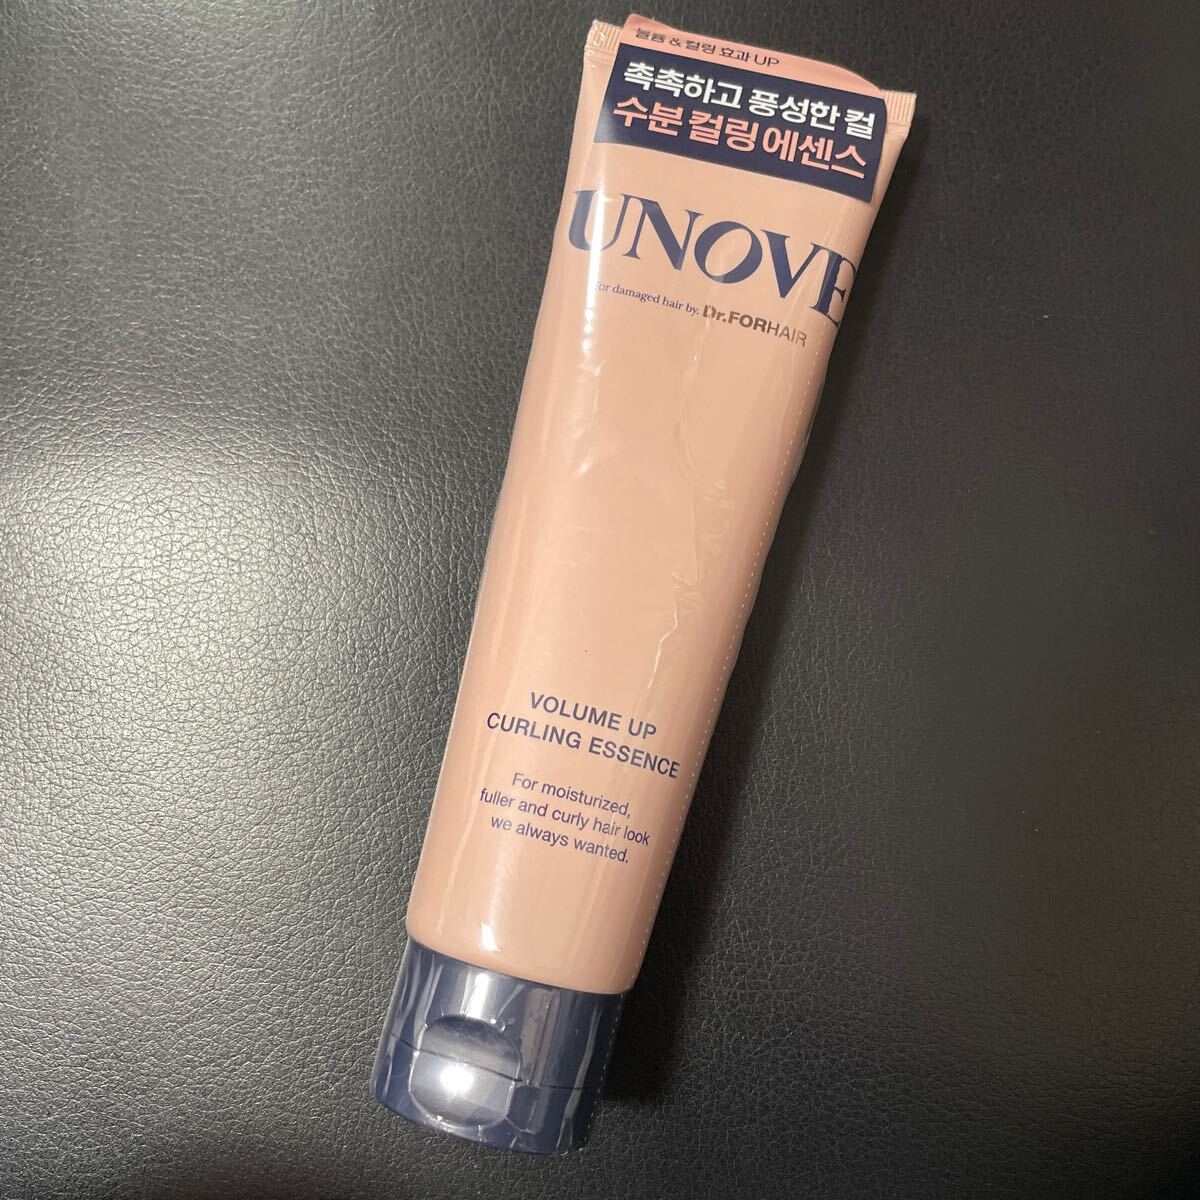 볼륨 & 컬링 효과 UP
촉촉하고 풍성한 컬
수분 컬링 에센스
UNOVE
for damaged hair by. Dr.FORHAIR
VOLUME UP
CURLING ESSENCE
For moisturized,
fuller and curly hair look
we always wanted.